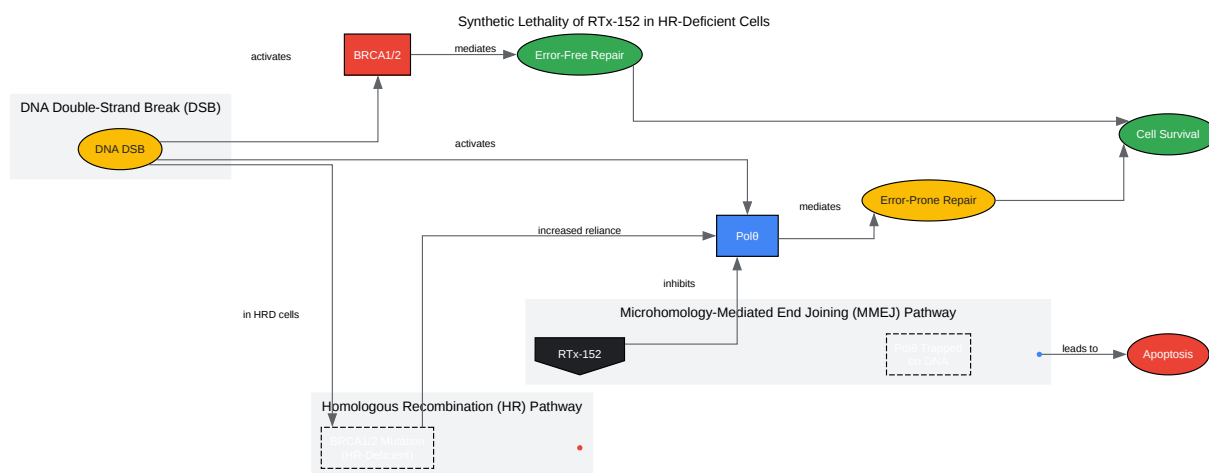 Synthetic Lethality of RTx-152 in HR-Deficient Cells
activates
BRCA1/2
mediates
Error-Free Repair
DNA Double-Strand Break (DSB)
DNA DSB
activates
Cell Survival
mediates
Error-Prone Repair
increased reliance
Polθ
inhibits
in HRD cells
Microhomology-Mediated End Joining (MMEJ) Pathway
RTx-152
Polθ Trapped
on DNA
leads to
Apoptosis
Homologous Recombination (HR) Pathway
BRCA1/2 Mutation
(HR-Deficient)